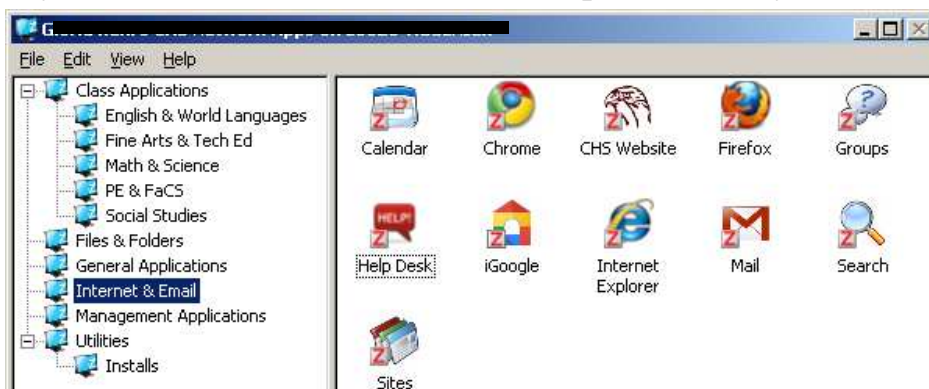 File Edit View Help
Class Applications
English & World Languages
Fine Arts & Tech Ed
Math & Science
PE & FaCS
Social Studies
Files & Folders
General Applications
Internet & Email
Management Applications
Utilities
Installs
Calendar Chrome CHS Website Firefox Groups
HELP!
Help Desk iGoogle Internet Explorer Mail Search
Sites